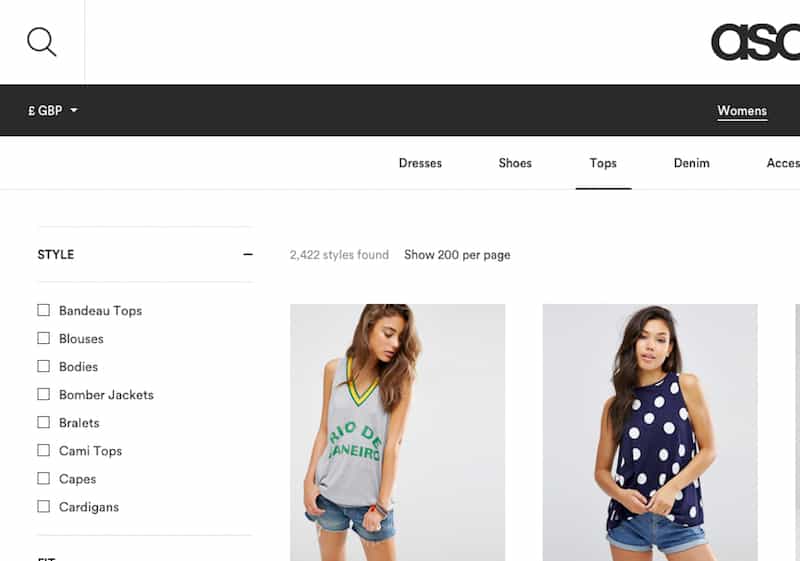 aso
£ GBP
Womens
Dresses Shoes Tops Denim Acces
STYLE
2,422 styles found Show 200 per page
Bandeau Tops
Blouses
Bodies
Bomber Jackets
Bralets
Cami Tops
Capes
Cardigans
RIO DE
JANEIRO
FIT